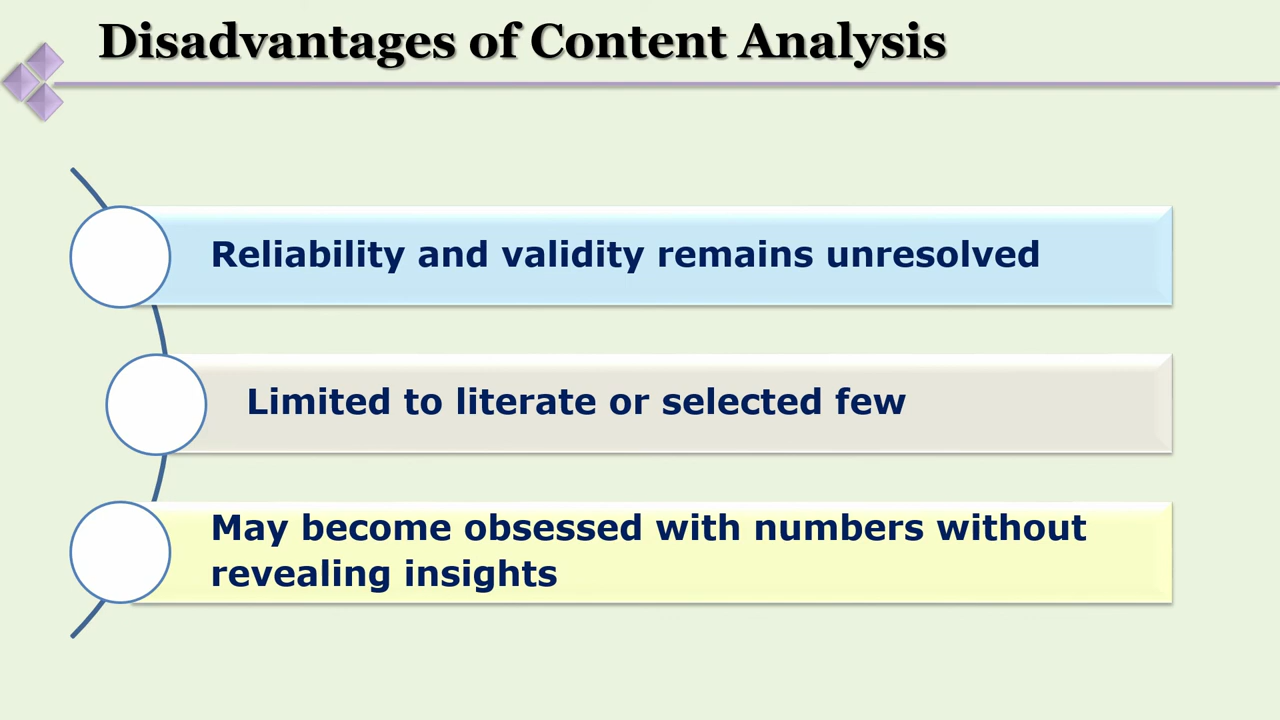 Disadvantages of Content Analysis
Reliability and validity remains unresolved
Limited to literate or selected few
May become obsessed with numbers without
revealing insights